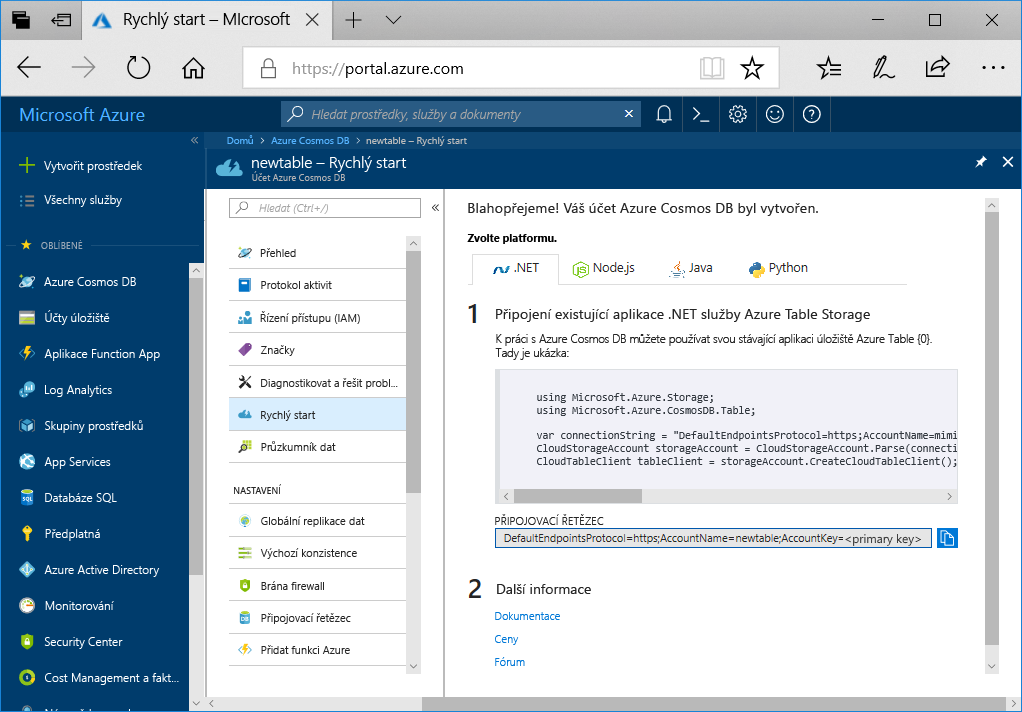 Rychlý start – MIcrosoft
https://portal.azure.com
Microsoft Azure
Hledat prostředky, služby a dokumenty
Vytvořit prostředek
Všechny služby
OBLÍBENÉ
Azure Cosmos DB
Účty úložiště
Aplikace Function App
Log Analytics
Skupiny prostředků
App Services
Databáze SQL
Předplatná
Azure Active Directory
Monitorování
Security Center
Cost Management a fakt...
Domů > Azure Cosmos DB > newtable – Rychlý start
newtable – Rychlý start
Účet Azure Cosmos DB
Hledat (Ctrl+/)
Přehled
Protokol aktivit
Řízení přístupu (IAM)
Značky
Diagnostikovat a řešit probl...
Rychlý start
Průzkumník dat
NASTAVENÍ
Globální replikace dat
Výchozí konzistence
Brána firewall
Připojovací řetězec
Přidat funkci Azure
Blahopřejeme! Váš účet Azure Cosmos DB byl vytvořen.
Zvolte platformu.
.NET Node.js Java Python
1 Připojení existující aplikace .NET služby Azure Table Storage
K práci s Azure Cosmos DB můžete používat svou stávající aplikaci úložiště Azure Table {0}.
Tady je ukázka:
using Microsoft.Azure.Storage;
using Microsoft.Azure.CosmosDB.Table;
var connectionString = "DefaultEndpointsProtocol=https;AccountName=mimi
CloudStorageAccount storageAccount = CloudStorageAccount.Parse(connecti
CloudTableClient tableClient = storageAccount.CreateCloudTableClient();
PŘIPOJOVACÍ ŘETĚZEC
DefaultEndpointsProtocol=https;AccountName=newtable;AccountKey=<primary key>
2 Další informace
Dokumentace
Ceny
Fórum